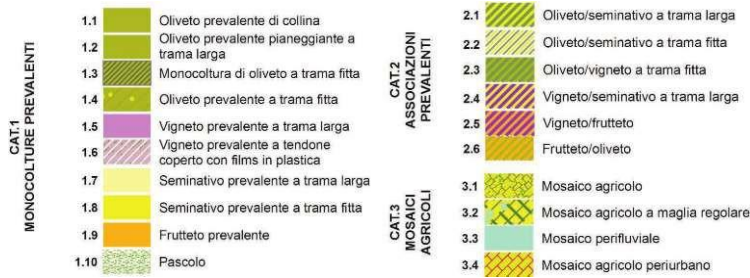 CAT.1
MONOCOLTURE PREVALENTI
1.1 Oliveto prevalente di collina
1.2 Oliveto prevalente pianeggiante a
trama larga
1.3 Monocoltura di oliveto a trama fitta
1.4 Oliveto prevalente a trama fitta
1.5 Vigneto prevalente a trama larga
1.6 Vigneto prevalente a tendone
coperto con films in plastica
1.7 Seminativo prevalente a trama larga
1.8 Seminativo prevalente a trama fitta
1.9 Frutteto prevalente
1.10 Pascolo
CAT.2
ASSOCIAZIONI
PREVALENTI
2.1 Oliveto/seminativo a trama larga
2.2 Oliveto/seminativo a trama fitta
2.3 Oliveto/vigneto a trama fitta
2.4 Vigneto/seminativo a trama larga
2.5 Vigneto/frutteto
2.6 Frutteto/oliveto
CAT.3
MOSAICI
AGRICOLI
3.1 Mosaico agricolo
3.2 Mosaico agricolo a maglia regolare
3.3 Mosaico perifluviale
3.4 Mosaico agricolo periurbano